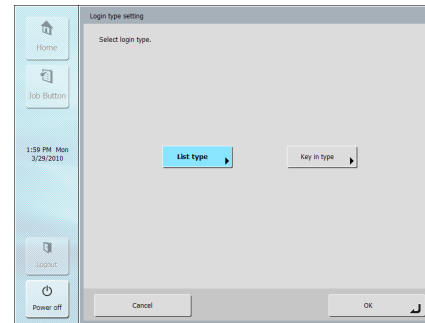 Login type setting
Select login type.
Home
Job Button
1:59 PM Mon
3/29/2010
List type
Key in type
Logout
Power off
Cancel
OK